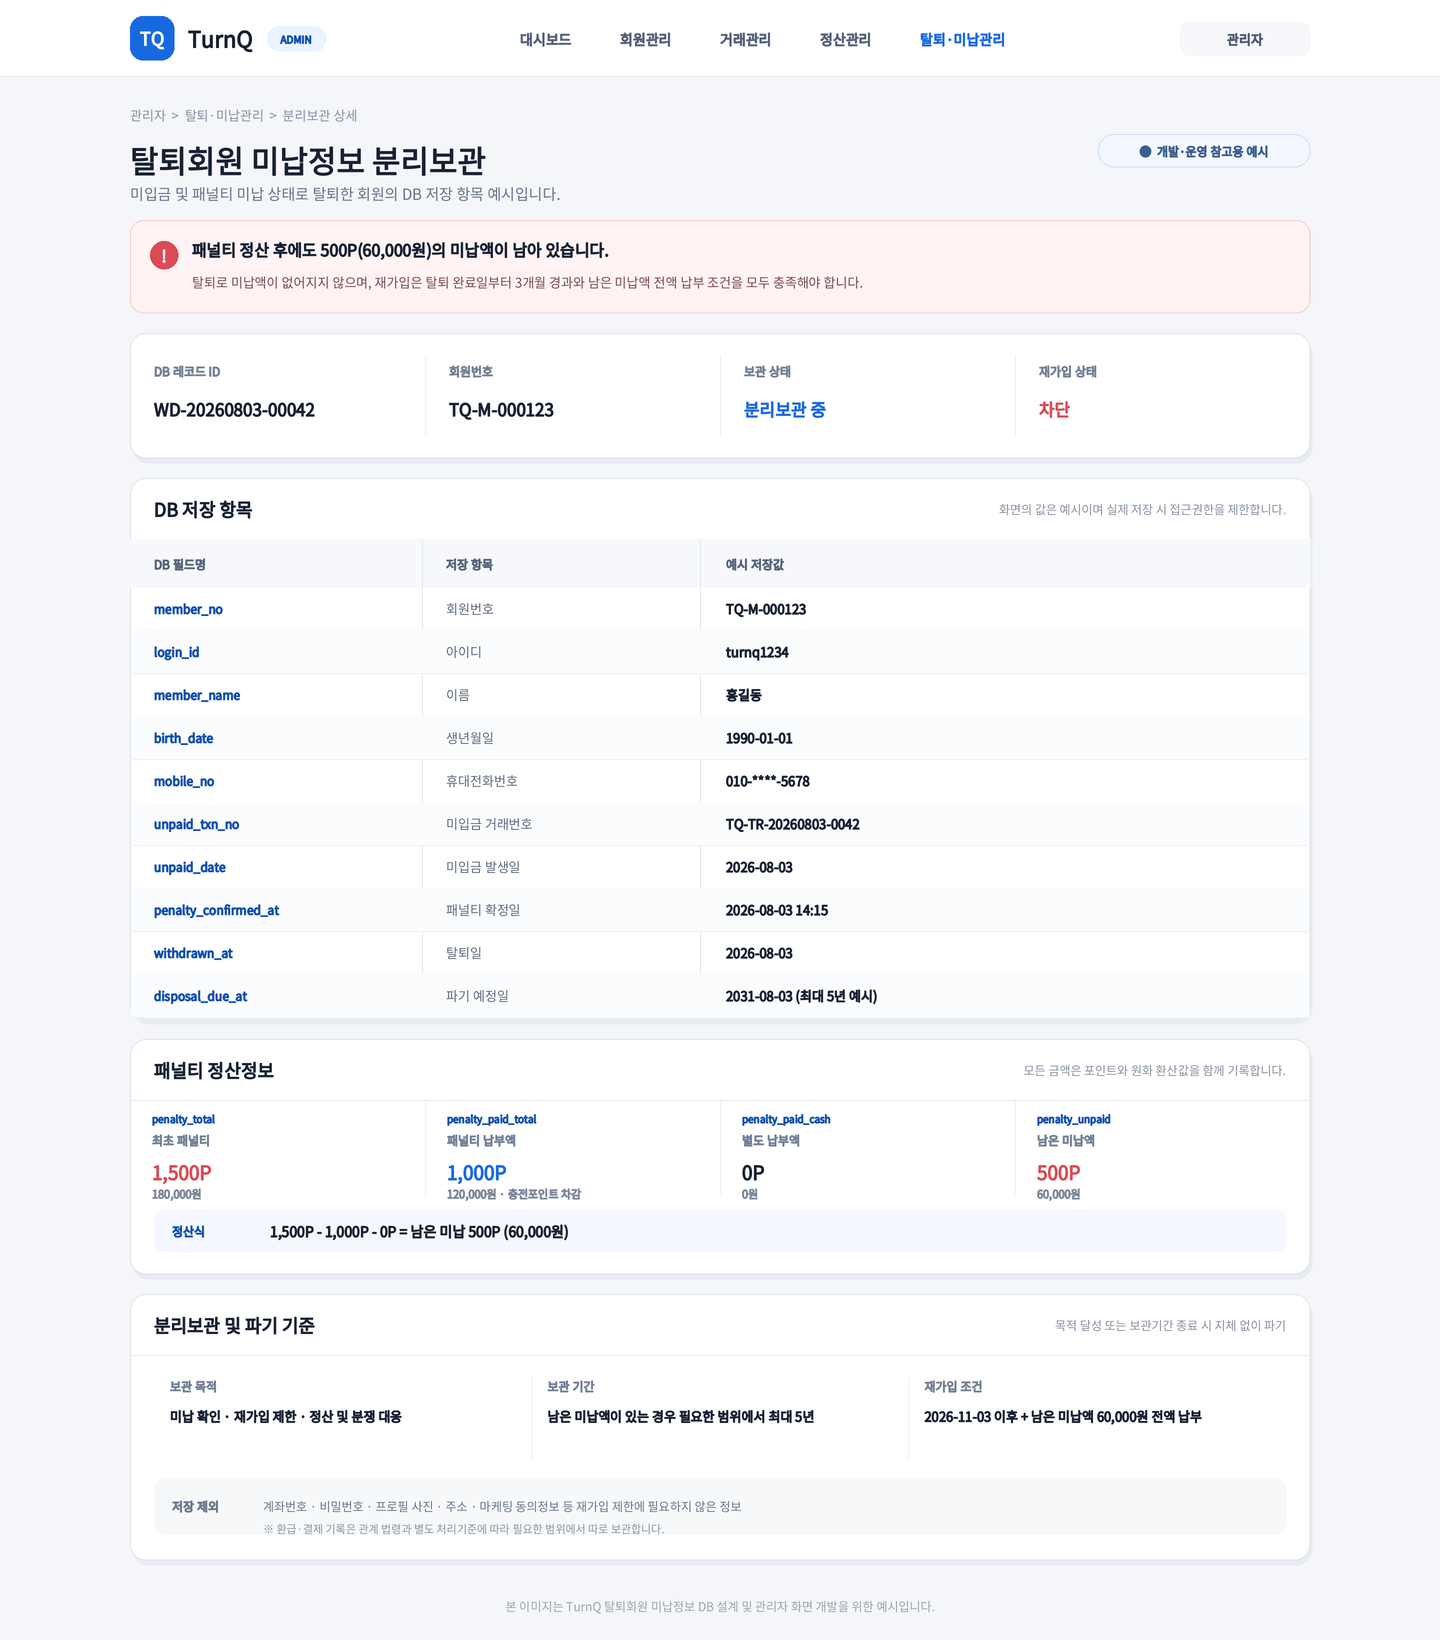 TQ TurnQ ADMIN 대시보드 회원관리 거래관리 정산관리 탈퇴·미납관리 관리자
관리자 > 탈퇴·미납관리 > 분리보관 상세
탈퇴회원 미납정보 분리보관
● 개발·운영 참고용 예시
미입금 및 패널티 미납 상태로 탈퇴한 회원의 DB 저장 항목 예시입니다.
! 패널티 정산 후에도 500P(60,000원)의 미납액이 남아 있습니다.
탈퇴로 미납액이 없어지지 않으며, 재가입은 탈퇴 완료일부터 3개월 경과와 남은 미납액 전액 납부 조건을 모두 충족해야 합니다.
DB 레코드 ID 회원번호 보관 상태 재가입 상태
WD-20260803-00042 TQ-M-000123 분리보관 중 차단
DB 저장 항목 화면의 값은 예시이며 실제 저장 시 접근권한을 제한합니다.
DB 필드명 저장 항목 예시 저장값
member_no 회원번호 TQ-M-000123
login_id 아이디 turnq1234
member_name 이름 홍길동
birth_date 생년월일 1990-01-01
mobile_no 휴대전화번호 010-****-5678
unpaid_txn_no 미입금 거래번호 TQ-TR-20260803-0042
unpaid_date 미입금 발생일 2026-08-03
penalty_confirmed_at 패널티 확정일 2026-08-03 14:15
withdrawn_at 탈퇴일 2026-08-03
disposal_due_at 파기 예정일 2031-08-03 (최대 5년 예시)
패널티 정산정보 모든 금액은 포인트와 원화 환산값을 함께 기록합니다.
penalty_total penalty_paid_total penalty_paid_cash penalty_unpaid
최초 패널티 패널티 납부액 별도 납부액 남은 미납액
1,500P 1,000P 0P 500P
180,000원 120,000원 · 충전포인트 차감 0원 60,000원
정산식 1,500P - 1,000P - 0P = 남은 미납 500P (60,000원)
분리보관 및 파기 기준 목적 달성 또는 보관기간 종료 시 지체 없이 파기
보관 목적 보관 기간 재가입 조건
미납 확인 · 재가입 제한 · 정산 및 분쟁 대응 남은 미납액이 있는 경우 필요한 범위에서 최대 5년 2026-11-03 이후 + 남은 미납액 60,000원 전액 납부
저장 제외 계좌번호 · 비밀번호 · 프로필 사진 · 주소 · 마케팅 동의정보 등 재가입 제한에 필요하지 않은 정보
※ 환급·결제 기록은 관계 법령과 별도 처리기준에 따라 필요한 범위에서 따로 보관합니다.
본 이미지는 TurnQ 탈퇴회원 미납정보 DB 설계 및 관리자 화면 개발을 위한 예시입니다.